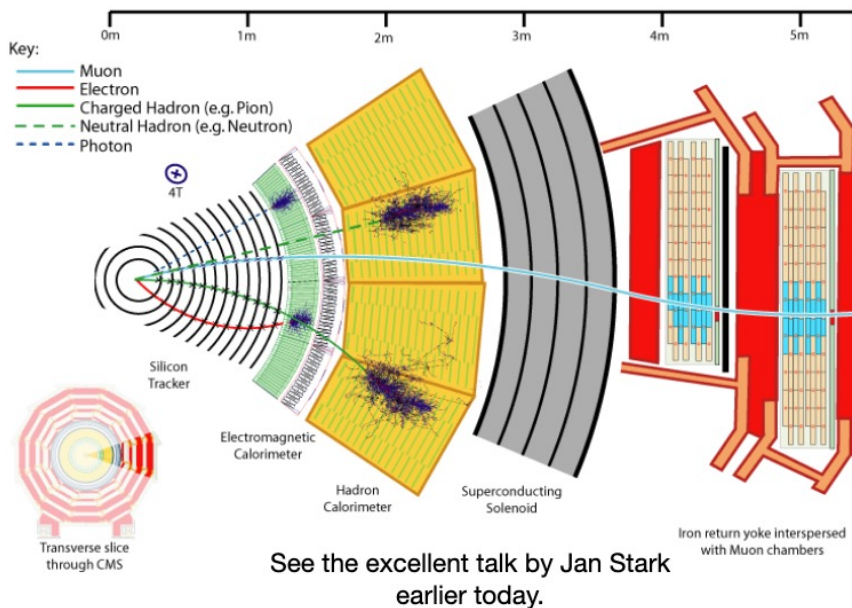 0m 1m 2m 3m 4m 5m
Key:
Muon
Electron
Charged Hadron (e.g. Pion)
Neutral Hadron (e.g. Neutron)
Photon
4T
Silicon
Tracker
Electromagnetic
Calorimeter
Hadron
Calorimeter
Superconducting
Solenoid
Iron return yoke interspersed
with Muon chambers
Transverse slice
through CMS
See the excellent talk by Jan Stark
earlier today.